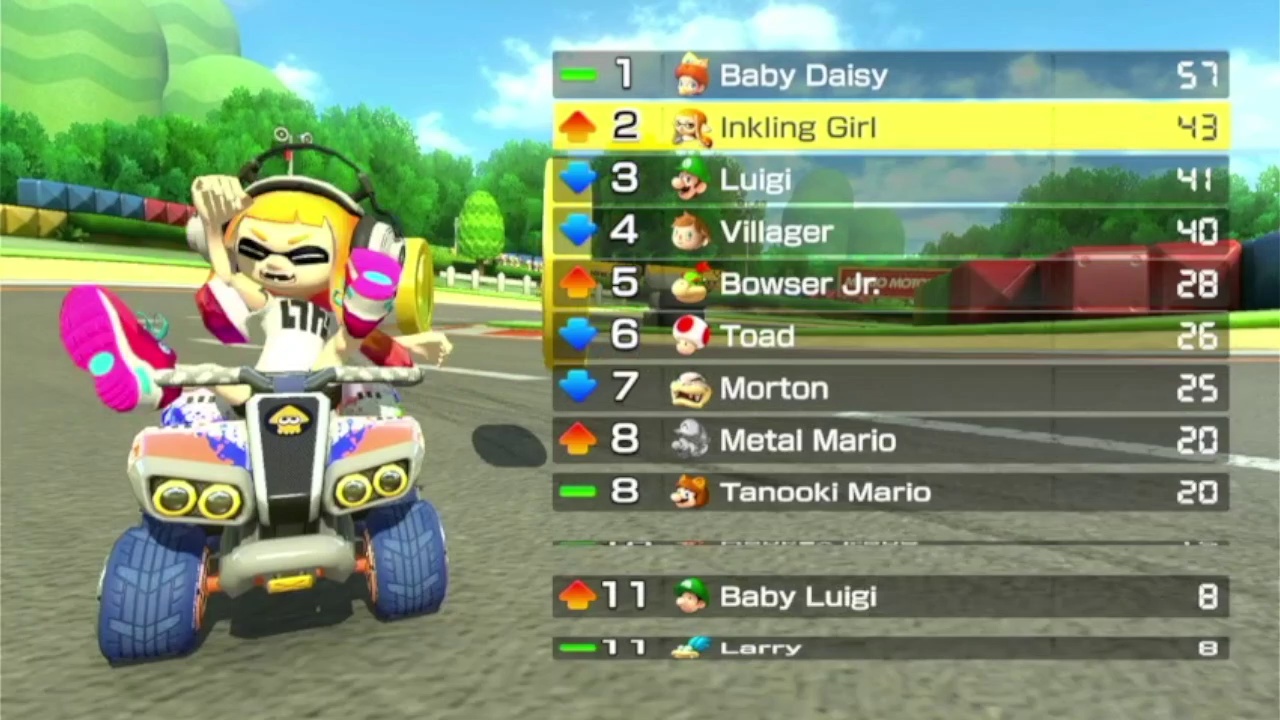 1 Baby Daisy 57
2 Inkling Girl 43
3 Luigi 41
4 Villager 40
5 Bowser Jr. 28
6 Toad 26
7 Morton 25
8 Metal Mario 20
8 Tanooki Mario 20
11 Baby Luigi 8
11 Larry 8